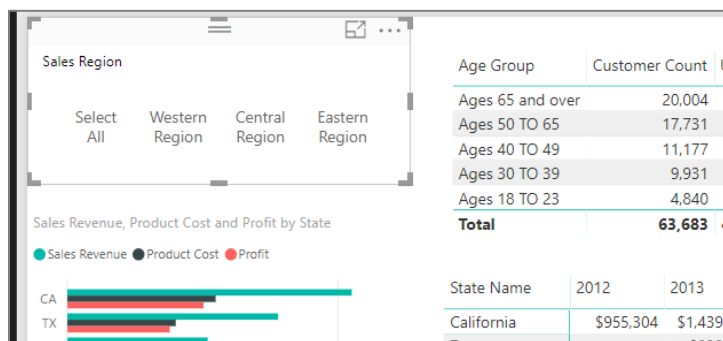 Sales Region
Select All
Western Region
Central Region
Eastern Region
Age Group Customer Count
Ages 65 and over 20,004
Ages 50 TO 65 17,731
Ages 40 TO 49 11,177
Ages 30 TO 39 9,931
Ages 18 TO 23 4,840
Total 63,683
Sales Revenue, Product Cost and Profit by State
Sales Revenue Product Cost Profit
CA
TX
State Name 2012 2013
California $955,304 $1,439